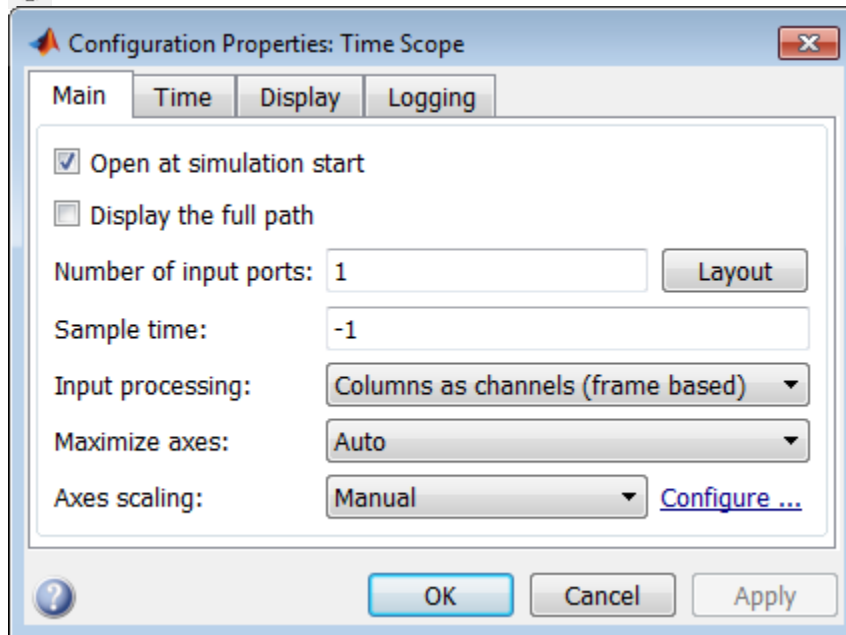 Configuration Properties: Time Scope
Main Time Display Logging
Open at simulation start
Display the full path
Number of input ports: 1 Layout
Sample time: -1
Input processing: Columns as channels (frame based)
Maximize axes: Auto
Axes scaling: Manual Configure ...
? OK Cancel Apply